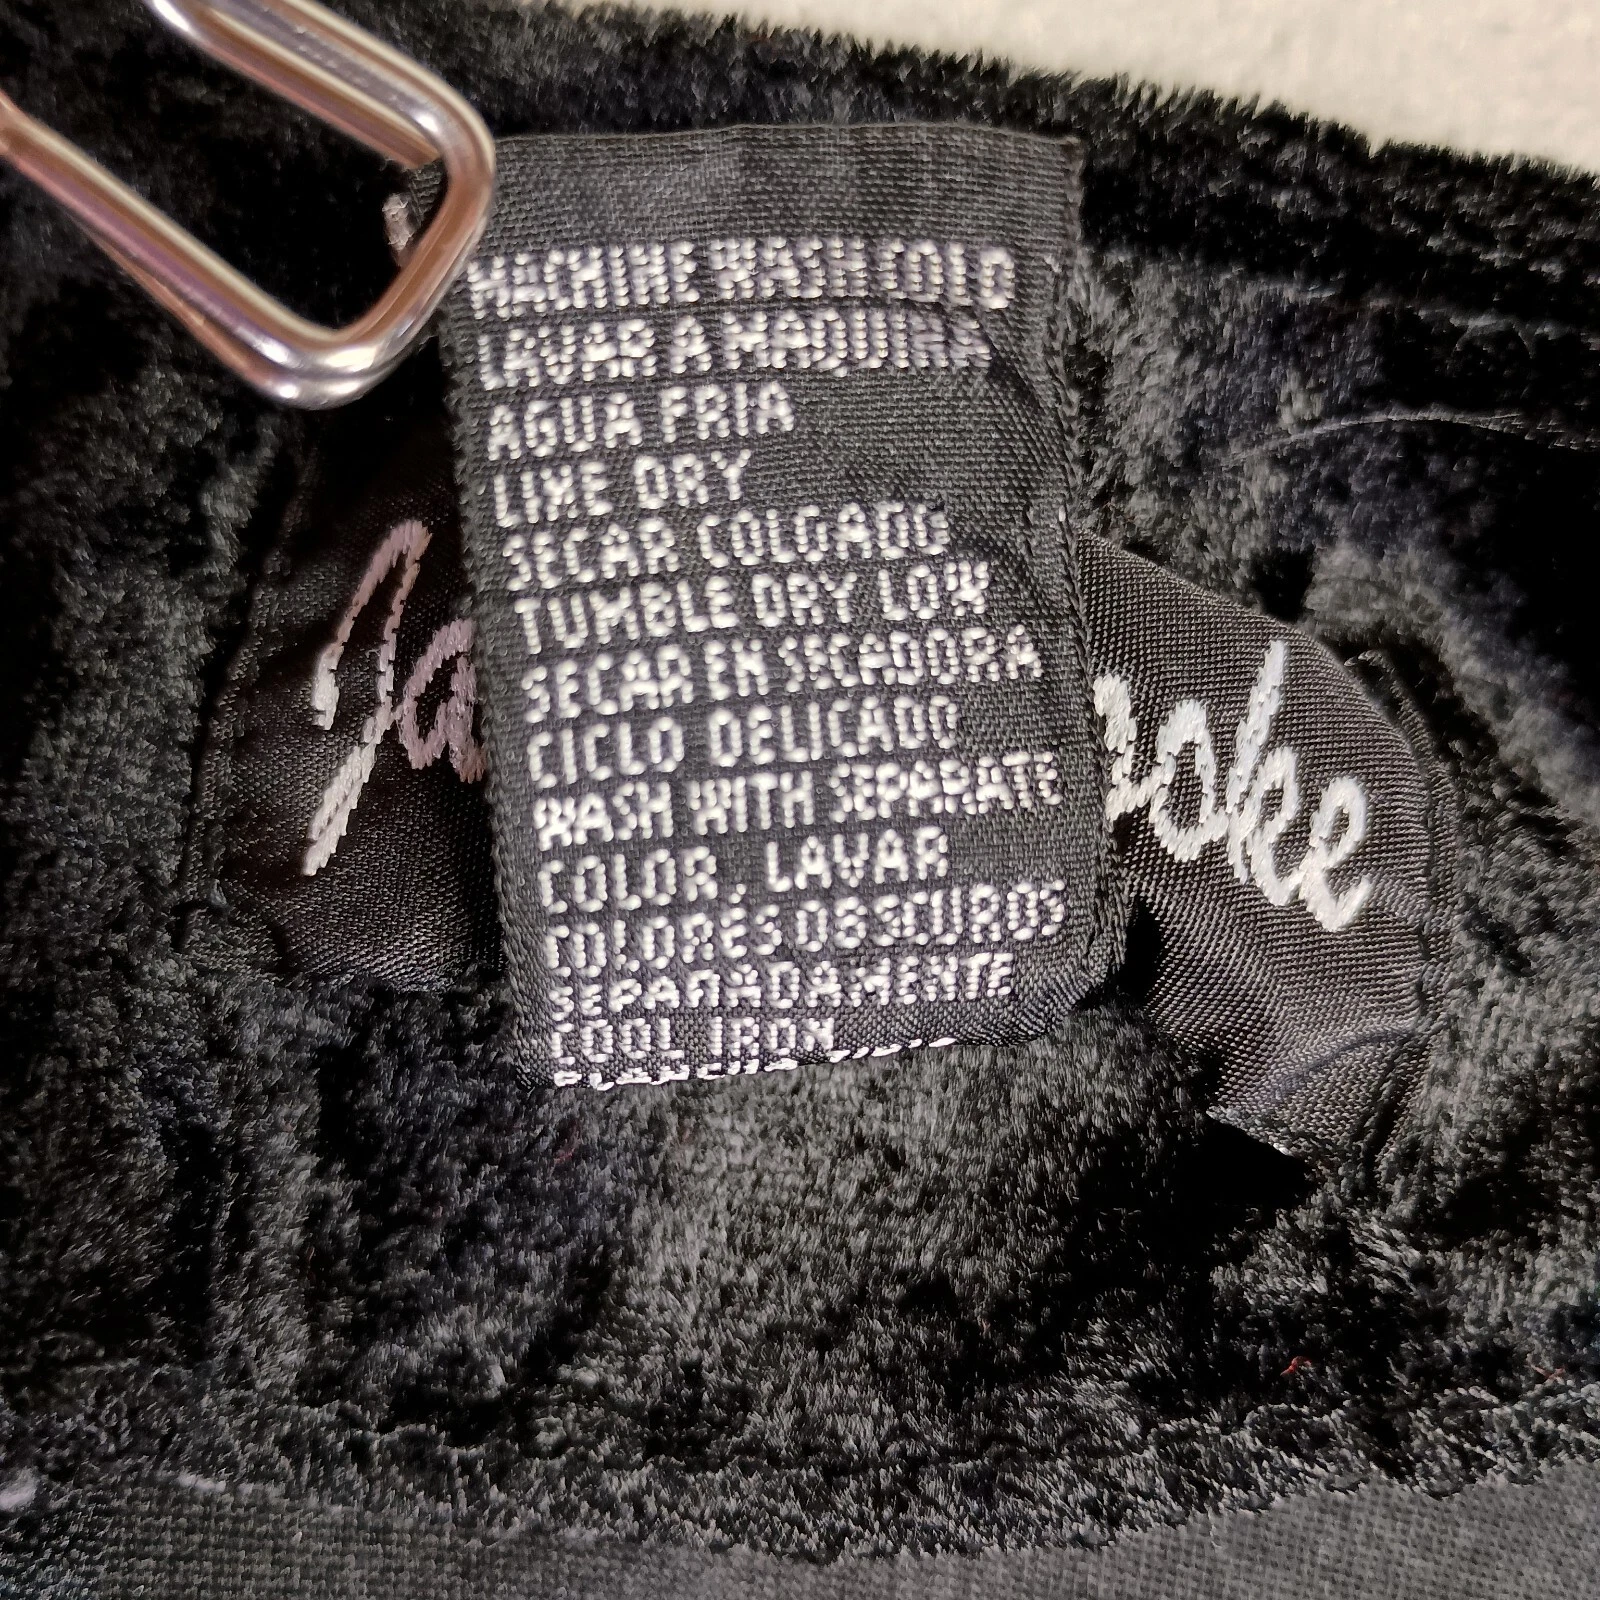 MACHINE WASH COLD
LAVAR A MAQUINA
AGUA FRIA
LINE DRY
SECAR COLGADO
TUMBLE DRY LOW
SECAR EN SECADORA
CICLO DELICADO
WASH WITH SEPARATE
COLOR, LAVAR
COLORES OBSCUROS
SEPARADAMENTE
COOL IRON